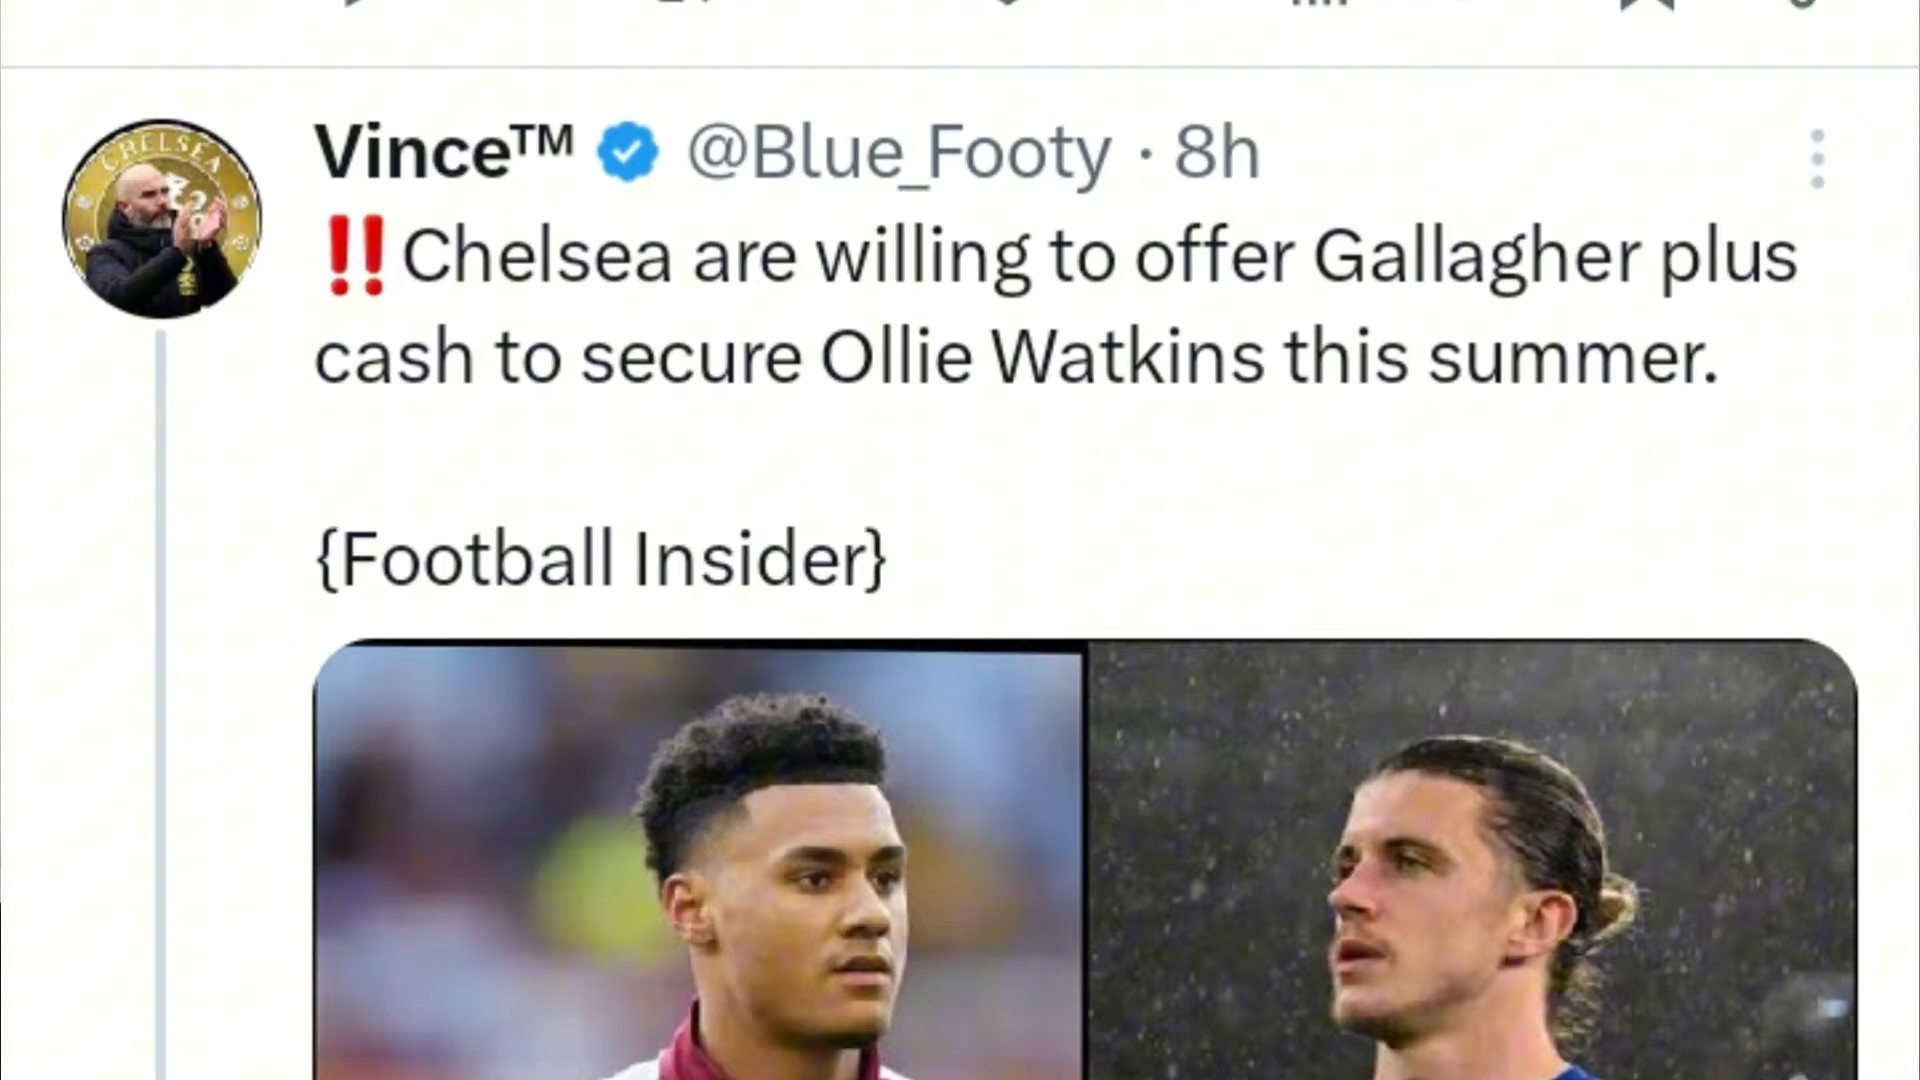 Vince™ @Blue_Footy · 8h
‼️Chelsea are willing to offer Gallagher plus
cash to secure Ollie Watkins this summer.
{Football Insider}
CHELSEA